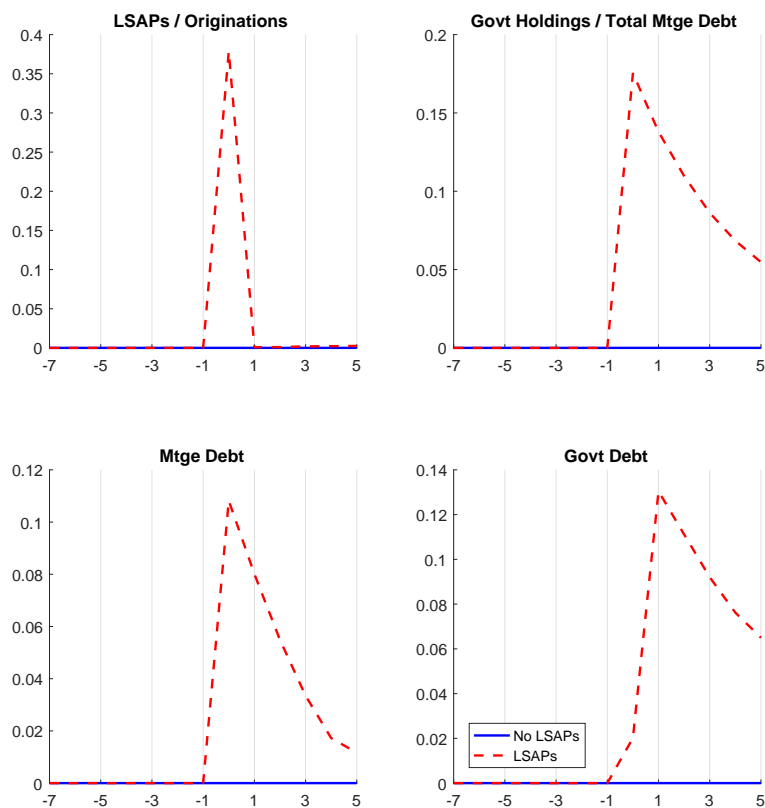 LSAPs / Originations
0.4
0.35
0.3
0.25
0.2
0.15
0.1
0.05
0
-7 -5 -3 -1 1 3 5
Govt Holdings / Total Mtge Debt
0.2
0.15
0.1
0.05
0
-7 -5 -3 -1 1 3 5
Mtge Debt
0.12
0.1
0.08
0.06
0.04
0.02
0
-7 -5 -3 -1 1 3 5
Govt Debt
0.14
0.12
0.1
0.08
0.06
0.04
0.02
0
No LSAPs
LSAPs
-7 -5 -3 -1 1 3 5